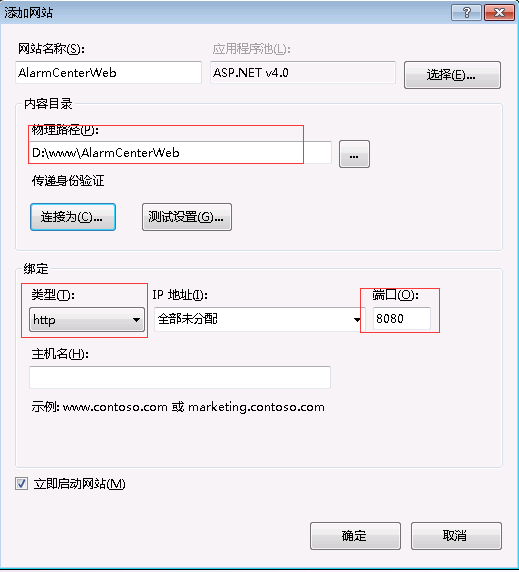 添加网站
网站名称(S): 应用程序池(L):
AlarmCenterWeb ASP.NET v4.0 选择(E)...
内容目录
物理路径(P):
D:\www\AlarmCenterWeb ...
传递身份验证
连接为(C)... 测试设置(G)...
绑定
类型(T): IP 地址(I): 端口(O):
http 全部未分配 8080
主机名(H):
示例: www.contoso.com 或 marketing.contoso.com
立即启动网站(M)
确定 取消